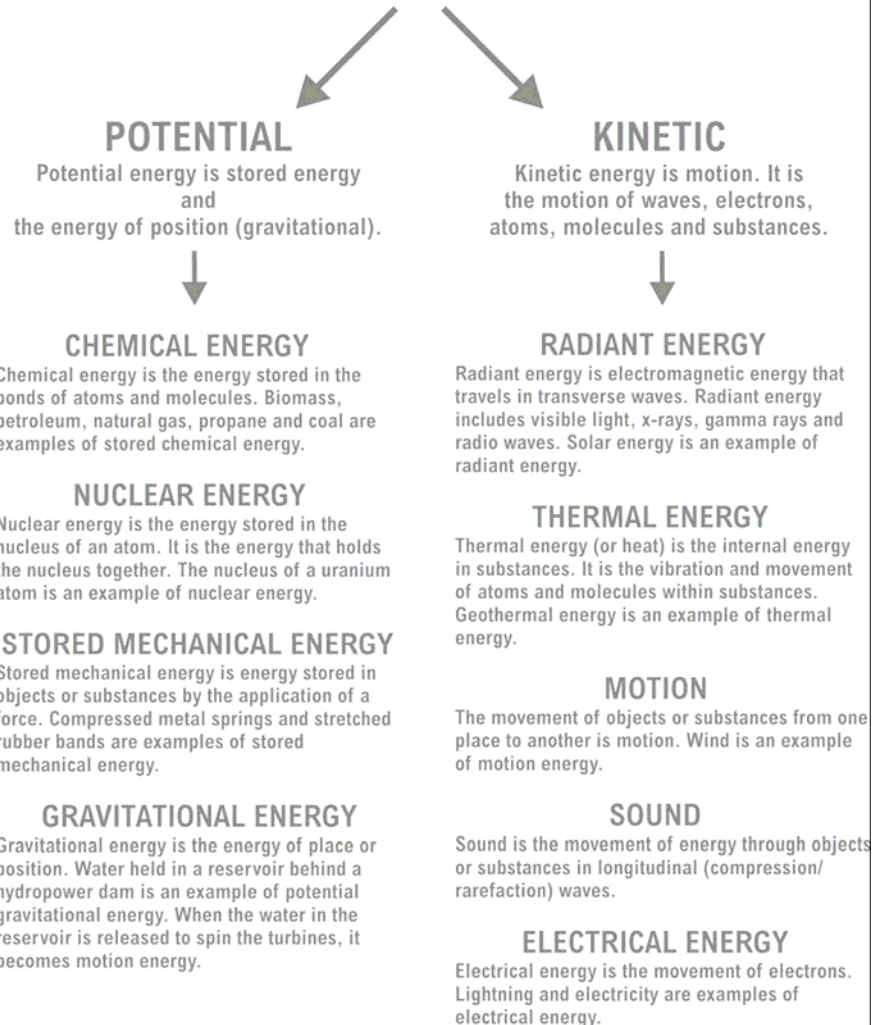 POTENTIAL
Potential energy is stored energy
and
the energy of position (gravitational).
CHEMICAL ENERGY
Chemical energy is the energy stored in the
bonds of atoms and molecules. Biomass,
petroleum, natural gas, propane and coal are
examples of stored chemical energy.
NUCLEAR ENERGY
Nuclear energy is the energy stored in the
nucleus of an atom. It is the energy that holds
the nucleus together. The nucleus of a uranium
atom is an example of nuclear energy.
STORED MECHANICAL ENERGY
Stored mechanical energy is energy stored in
objects or substances by the application of a
force. Compressed metal springs and stretched
rubber bands are examples of stored
mechanical energy.
GRAVITATIONAL ENERGY
Gravitational energy is the energy of place or
position. Water held in a reservoir behind a
hydropower dam is an example of potential
gravitational energy. When the water in the
reservoir is released to spin the turbines, it
becomes motion energy.
KINETIC
Kinetic energy is motion. It is
the motion of waves, electrons,
atoms, molecules and substances.
RADIANT ENERGY
Radiant energy is electromagnetic energy that
travels in transverse waves. Radiant energy
includes visible light, x-rays, gamma rays and
radio waves. Solar energy is an example of
radiant energy.
THERMAL ENERGY
Thermal energy (or heat) is the internal energy
in substances. It is the vibration and movement
of atoms and molecules within substances.
Geothermal energy is an example of thermal
energy.
MOTION
The movement of objects or substances from one
place to another is motion. Wind is an example
of motion energy.
SOUND
Sound is the movement of energy through objects
or substances in longitudinal (compression/
rarefaction) waves.
ELECTRICAL ENERGY
Electrical energy is the movement of electrons.
Lightning and electricity are examples of
electrical energy.